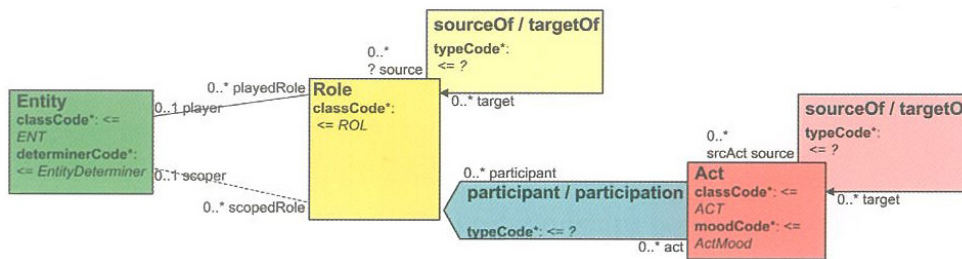 sourceOf / targetOf
typeCode*:
<= ?
0..*
? source
0..* target
0..* playedRole
0..1 player
Entity
classCode*: <=
ENT
determinerCode*:
<= EntityDeterminer
0..1 scoper
0..* scopedRole
Role
classCode*:
<= ROL
0..* participant
participant / participation
typeCode*: <= ?
0..* act
0..*
srcAct source
Act
classCode*: <=
ACT
moodCode*: <=
ActMood
sourceOf / targetO
typeCode*:
<= ?
0..* target